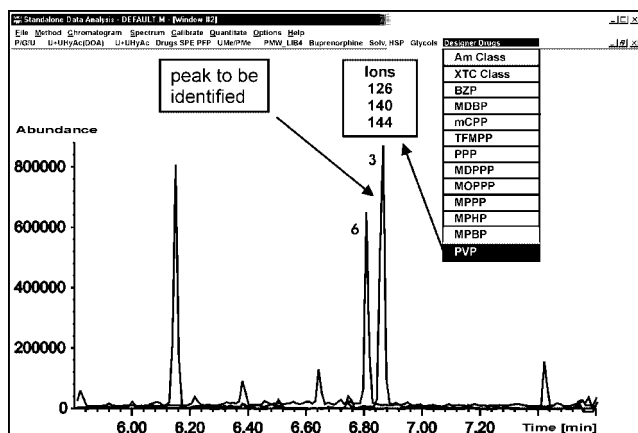 Standalone Data Analysis - DEFAULT.M - [Window #2]
File Method Chromatogram Spectrum Calibrate Quantitate Options Help
P/G/U U+UHyAc(DOA) U+UHyAc Drugs SPE PFP UMe/PMe PMW_LIB4 Buprenorphine Solv, HSP Glycols Designer Drugs
Am Class
XTC Class
BZP
MDBP
mCPP
TFMPP
PPP
MDPPP
MOPPP
MPPP
MPHP
MPBP
PVP
peak to be
identified
Ions
126
140
144
Abundance
800000
600000
400000
200000
0
3
6
6.00 6.20 6.40 6.60 6.80 7.00 7.20 Time [min]